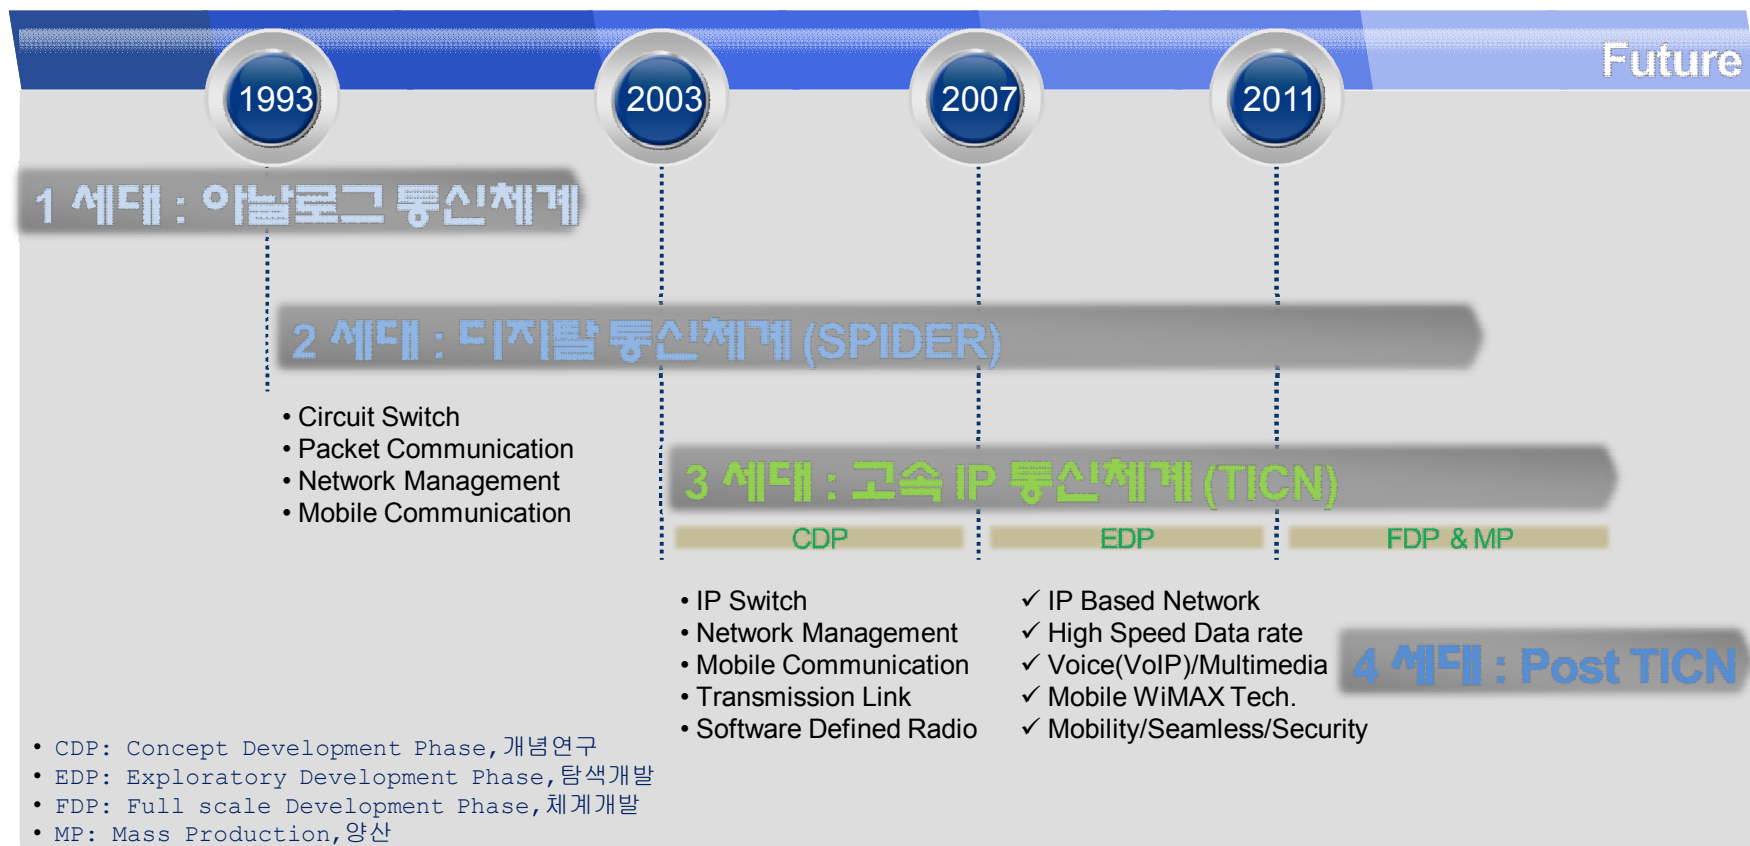 Future
1993
2003
2007
2011
1 세대 : 아날로그 통신체계
2 세대 : 디지탈 통신체계 (SPIDER)
• Circuit Switch
• Packet Communication
• Network Management
• Mobile Communication
3 세대 : 고속 IP 통신체계 (TICN)
CDP
EDP
FDP & MP
• IP Switch
• Network Management
• Mobile Communication
• Transmission Link
• Software Defined Radio
✓ IP Based Network
✓ High Speed Data rate
✓ Voice(VoIP)/Multimedia
✓ Mobile WiMAX Tech.
✓ Mobility/Seamless/Security
4 세대 : Post TICN
• CDP: Concept Development Phase,개념연구
• EDP: Exploratory Development Phase,탐색개발
• FDP: Full scale Development Phase,체계개발
• MP: Mass Production,양산